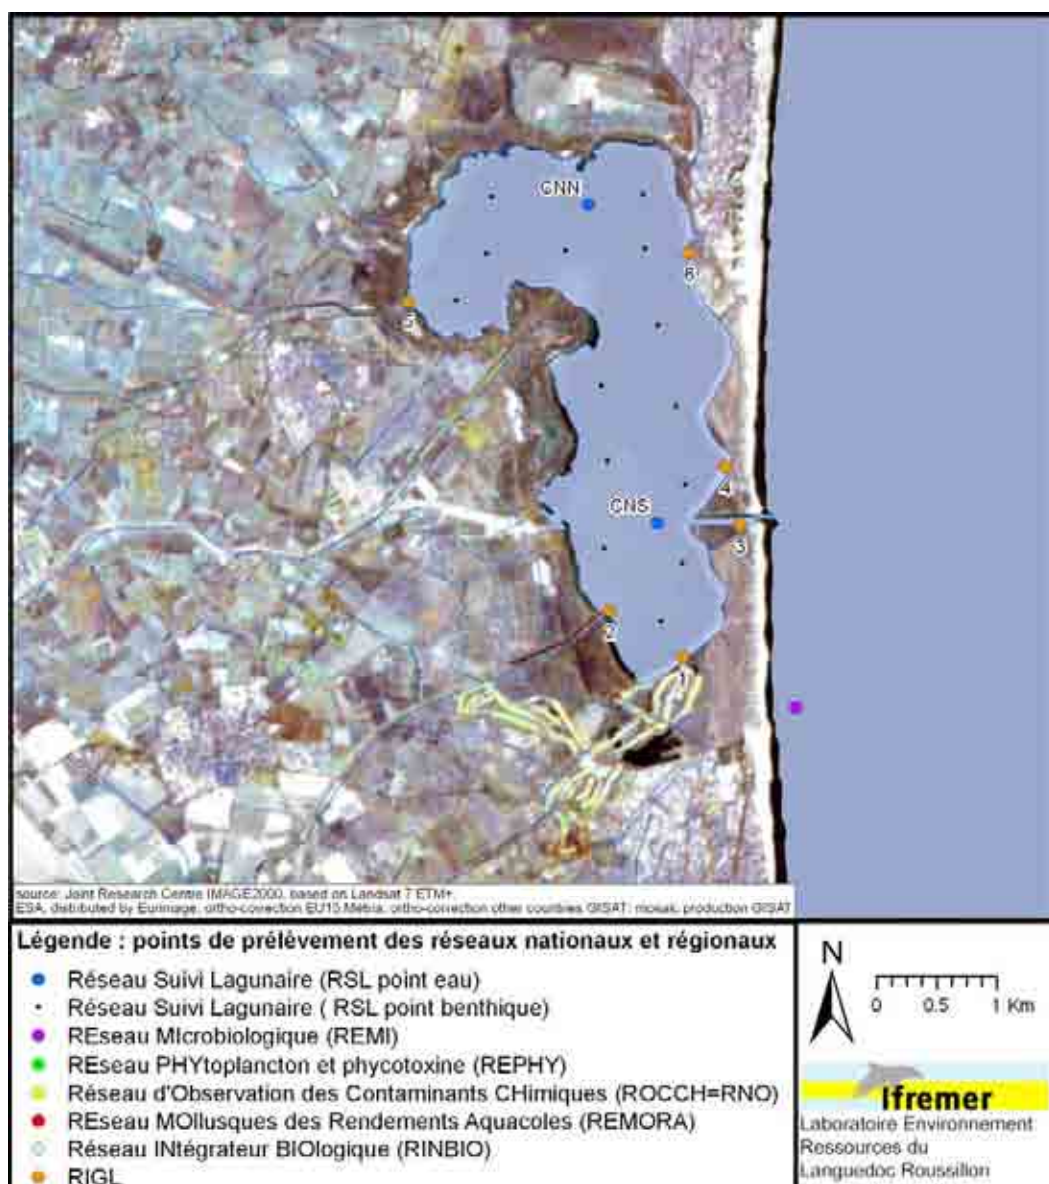 CNN
6
5
4
CNS
3
2
1
source: Joint Research Centre IMAGE2000, based on Landsat 7 ETM+
ESA, distributed by Eurimage, ortho-correction EU15 Metria, ortho-correction other countries GISAT; mosaic production GISAT
Légende : points de prélèvement des réseaux nationaux et régionaux
Réseau Suivi Lagunaire (RSL point eau)
Réseau Suivi Lagunaire ( RSL point benthique)
REseau MIcrobiologique (REMI)
REseau PHYtoplancton et phycotoxine (REPHY)
Réseau d'Observation des Contaminants CHimiques (ROCCH=RNO)
REseau MOllusques des Rendements Aquacoles (REMORA)
Réseau INtégrateur BIOlogique (RINBIO)
RIGL
N
0 0.5 1 Km
Ifremer
Laboratoire Environnement
Ressources du
Languedoc Roussillon